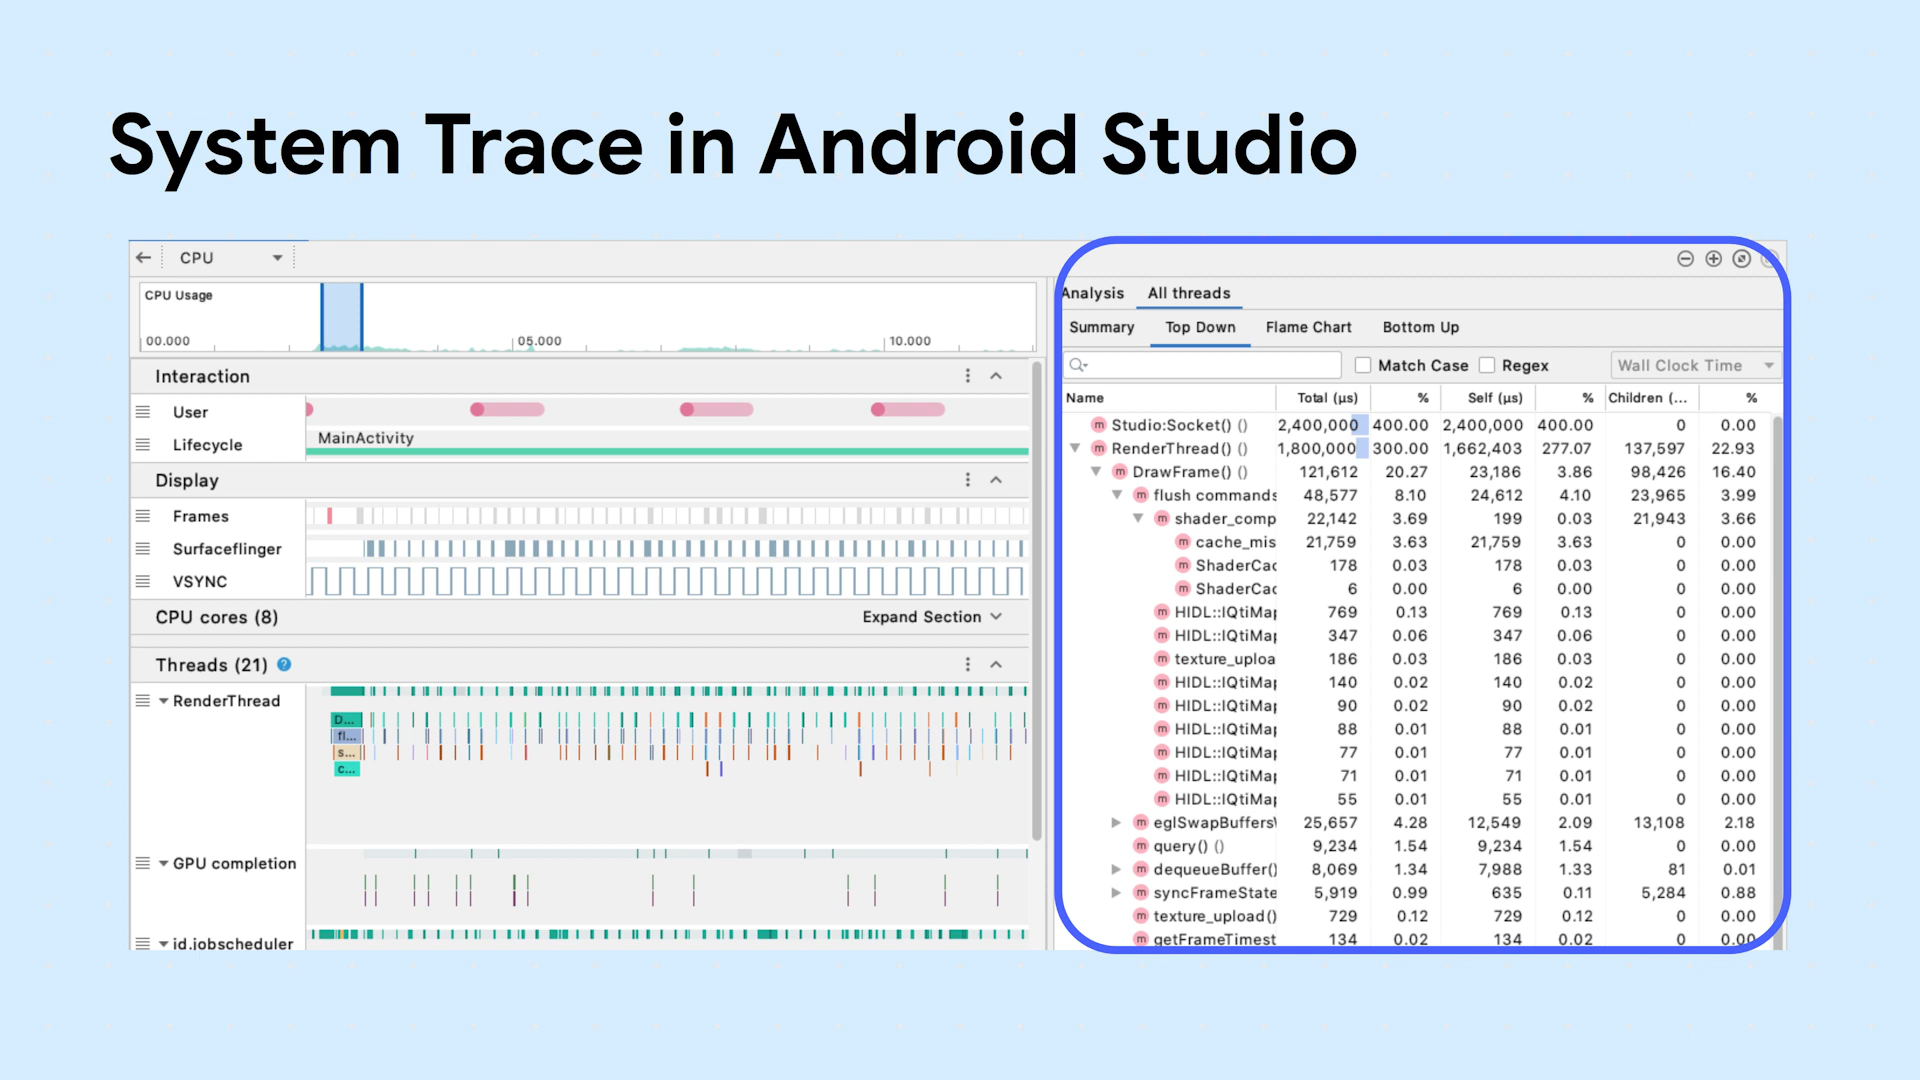 System Trace in Android Studio
CPU
CPU Usage
00.000 05.000 10.000
Interaction
User
Lifecycle MainActivity
Display
Frames
Surfaceflinger
VSYNC
CPU cores (8) Expand Section
Threads (21) ?
RenderThread
D...
fl...
s...
c...
GPU completion
id.jobscheduler
Analysis All threads
Summary Top Down Flame Chart Bottom Up
Match Case Regex Wall Clock Time
Name Total (µs) % Self (µs) % Children (... %
m Studio:Socket() () 2,400,000 400.00 2,400,000 400.00 0 0.00
m RenderThread() () 1,800,000 300.00 1,662,403 277.07 137,597 22.93
m DrawFrame() () 121,612 20.27 23,186 3.86 98,426 16.40
m flush commands 48,577 8.10 24,612 4.10 23,965 3.99
m shader_comp 22,142 3.69 199 0.03 21,943 3.66
m cache_mis 21,759 3.63 21,759 3.63 0 0.00
m ShaderCac 178 0.03 178 0.03 0 0.00
m ShaderCac 6 0.00 6 0.00 0 0.00
m HIDL::IQtiMap 769 0.13 769 0.13 0 0.00
m HIDL::IQtiMap 347 0.06 347 0.06 0 0.00
m texture_uploa 186 0.03 186 0.03 0 0.00
m HIDL::IQtiMap 140 0.02 140 0.02 0 0.00
m HIDL::IQtiMap 90 0.02 90 0.02 0 0.00
m HIDL::IQtiMap 88 0.01 88 0.01 0 0.00
m HIDL::IQtiMap 77 0.01 77 0.01 0 0.00
m HIDL::IQtiMap 71 0.01 71 0.01 0 0.00
m HIDL::IQtiMap 55 0.01 55 0.01 0 0.00
m eglSwapBuffers 25,657 4.28 12,549 2.09 13,108 2.18
m query() () 9,234 1.54 9,234 1.54 0 0.00
m dequeueBuffer() 8,069 1.34 7,988 1.33 81 0.01
m syncFrameState 5,919 0.99 635 0.11 5,284 0.88
m texture_upload() 729 0.12 729 0.12 0 0.00
m getFrameTimest 134 0.02 134 0.02 0 0.00